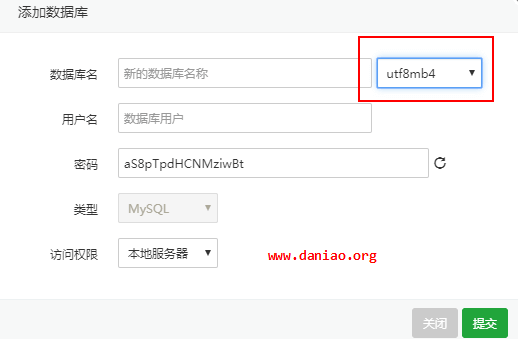 添加数据库
数据库名 新的数据库名称 utf8mb4
用户名 数据库用户
密码 aS8pTpdHCNMziwBt
类型 MySQL
访问权限 本地服务器 www.daniao.org
关闭 提交